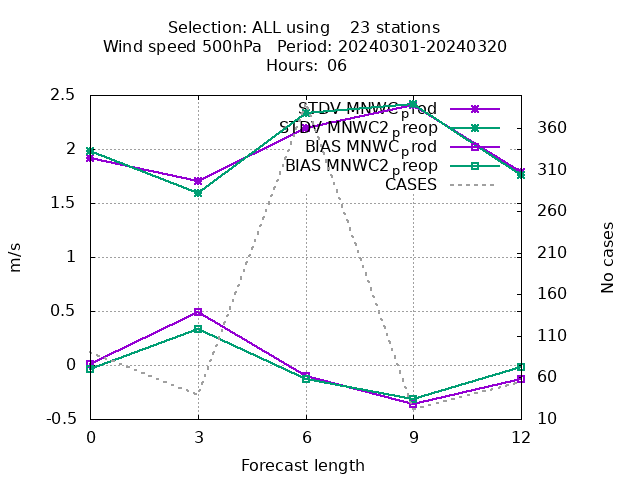 Selection: ALL using    23 stations
Wind speed 500hPa   Period: 20240301-20240320
Hours:  06
STDV MNWC_prod
STDV MNWC2_preop
BIAS MNWC_prod
BIAS MNWC2_preop
CASES
2.5
2
1.5
1
0.5
0
-0.5
m/s
360
310
260
210
160
110
60
10
No cases
0 3 6 9 12
Forecast length